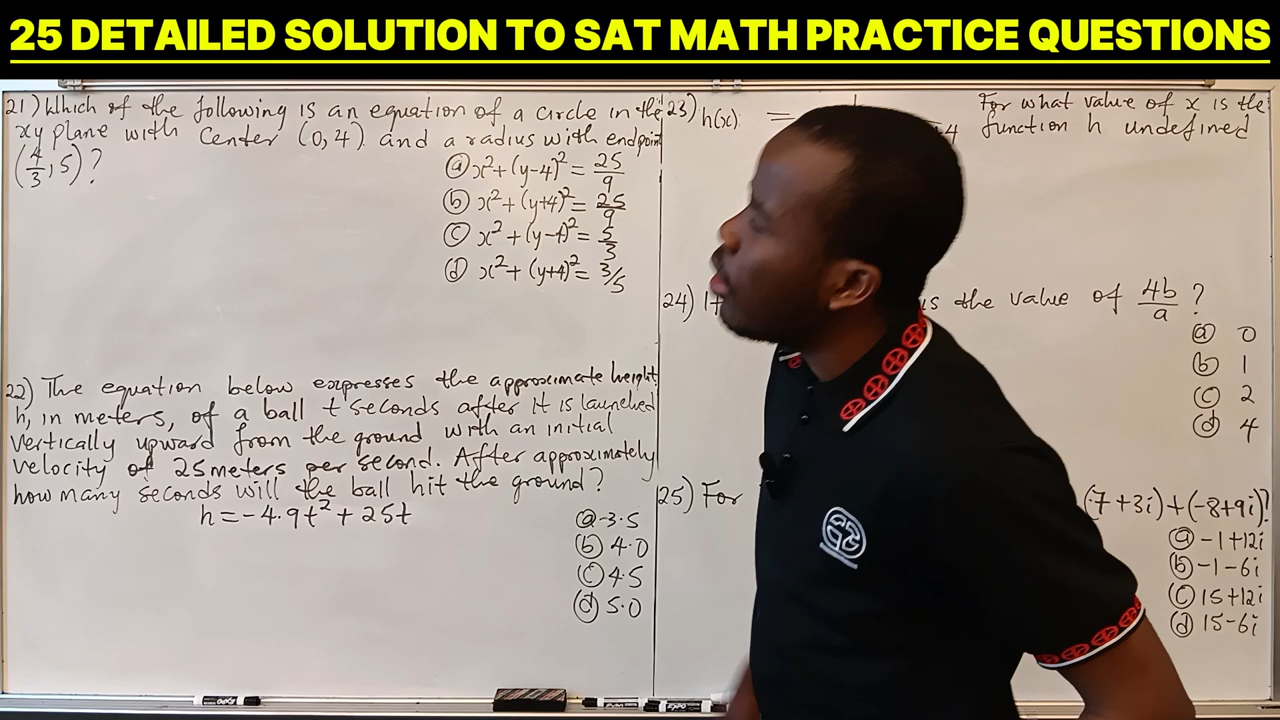 25 DETAILED SOLUTION TO SAT MATH PRACTICE QUESTIONS
21) Which of the following is an equation of a circle in the
xy plane with center (0,4) and a radius with endpoint
(4/3, 5)?
(a) x²+(y-4)² = 25/9
(b) x²+(y+4)² = 25/9
(c) x²+(y-4)² = 5/3
(d) x²+(y+4)² = 3/5
22) The equation below expresses the approximate height
h, in meters, of a ball t seconds after it is launched
vertically upward from the ground with an initial
velocity of 25 meters per second. After approximately
how many seconds will the ball hit the ground?
h = -4.9t² + 25t
(a) 3.5
(b) 4.0
(c) 4.5
(d) 5.0
23) h(x) = For what value of x is the
function h undefined
24) the value of 4b/a ?
(a) 0
(b) 1
(c) 2
(d) 4
25) For (7+3i)+(-8+9i)?
(a) -1+12i
(b) -1-6i
(c) 15+12i
(d) 15-6i
EXPO